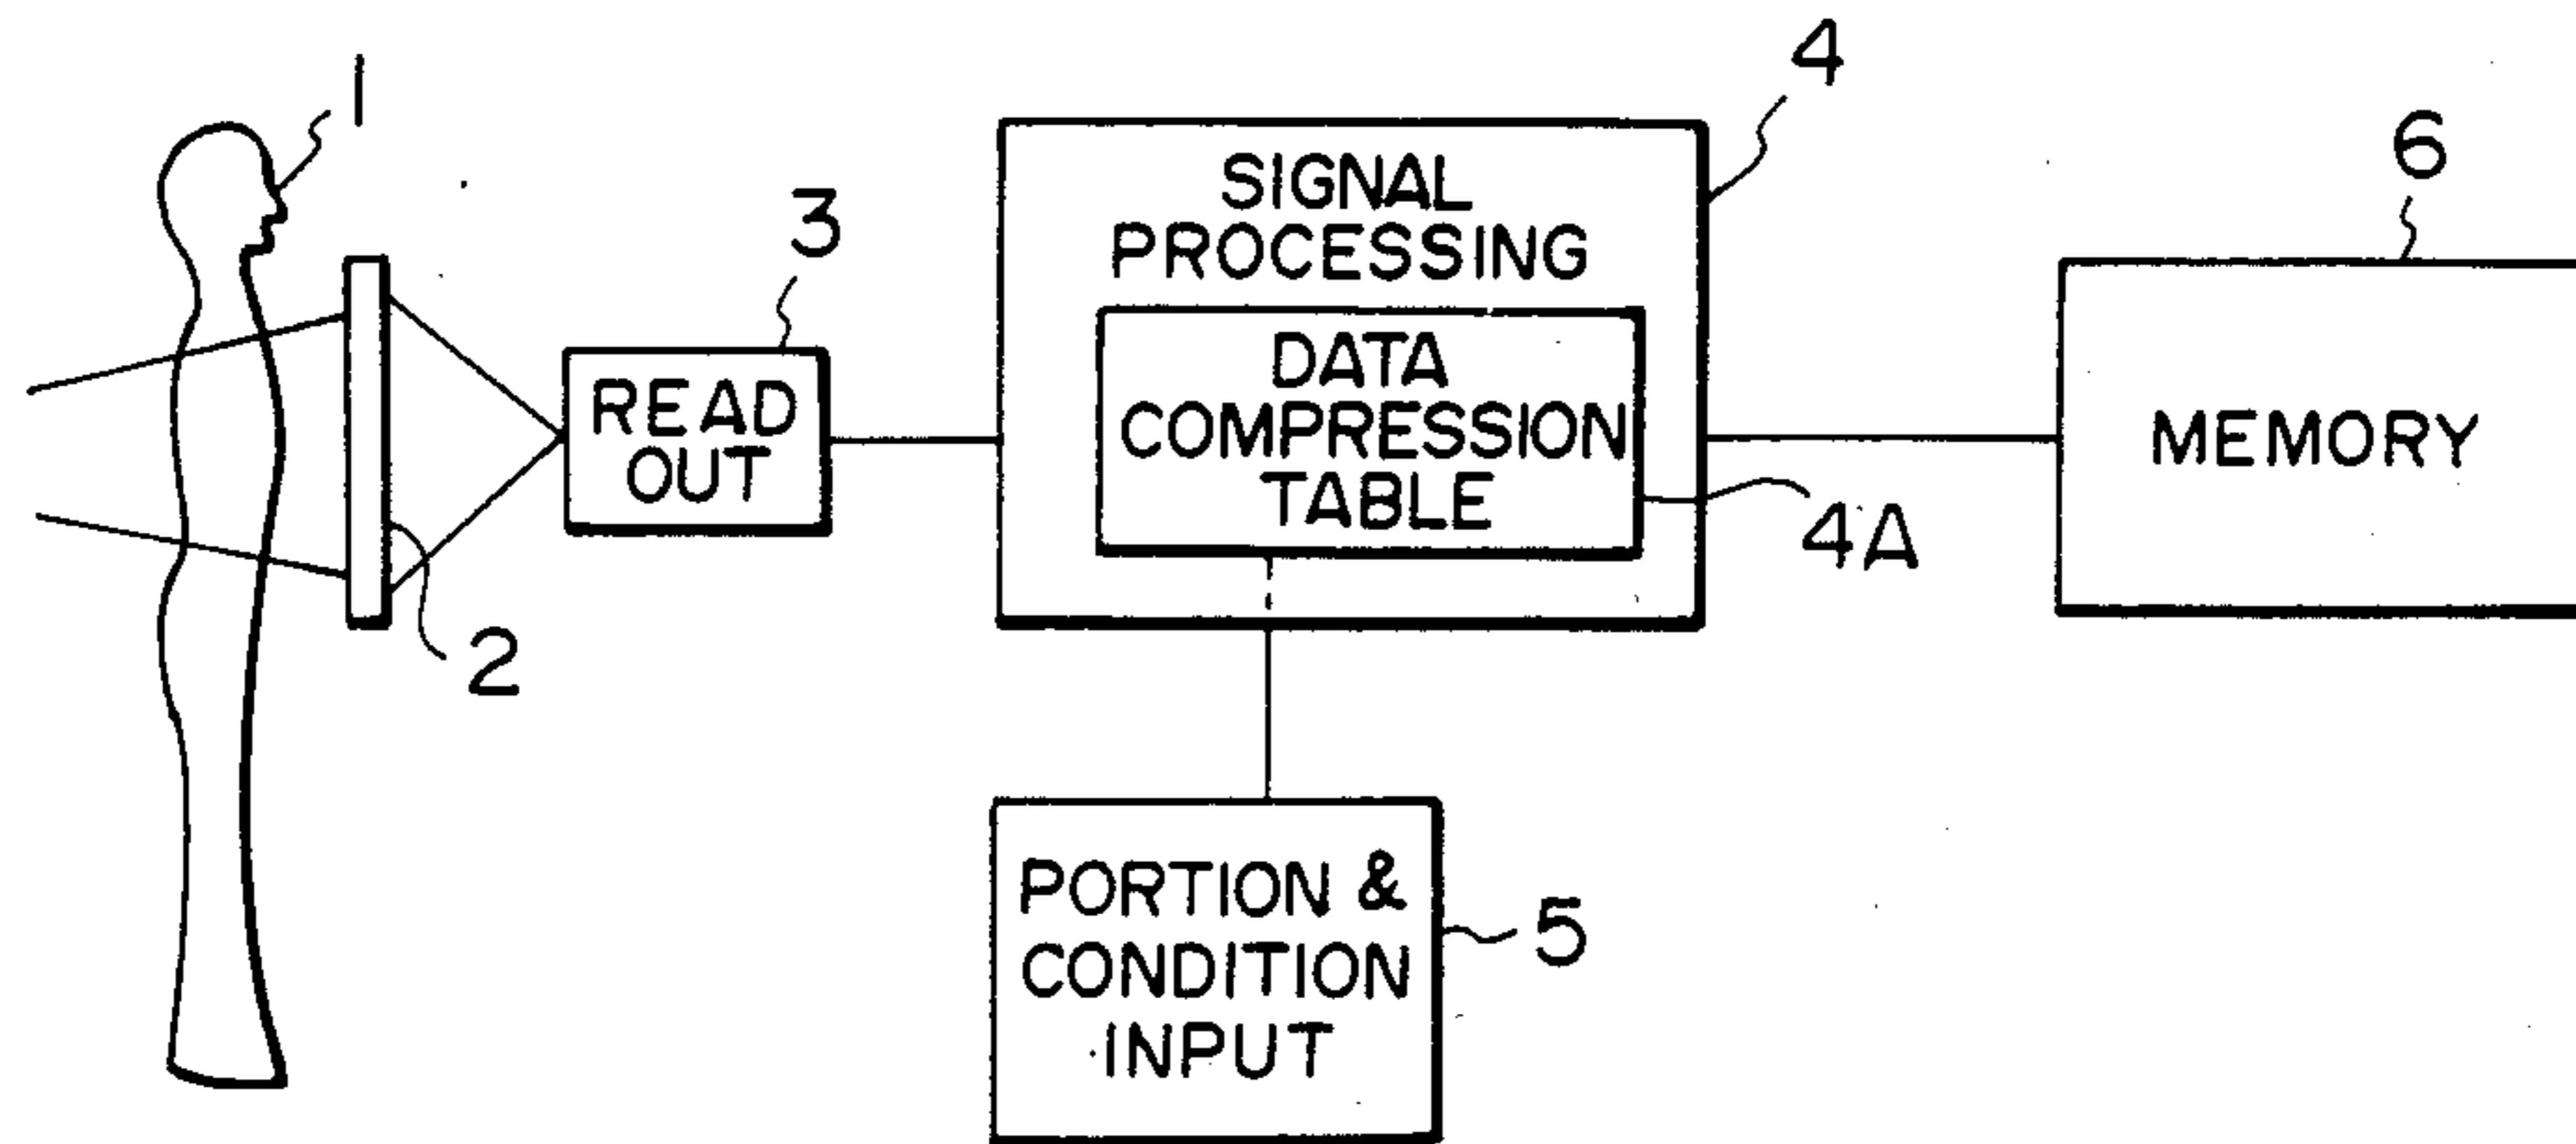 1
2
3
READ
OUT
4
SIGNAL
PROCESSING
DATA
COMPRESSION
TABLE
4A
6
MEMORY
PORTION &
CONDITION
INPUT
5